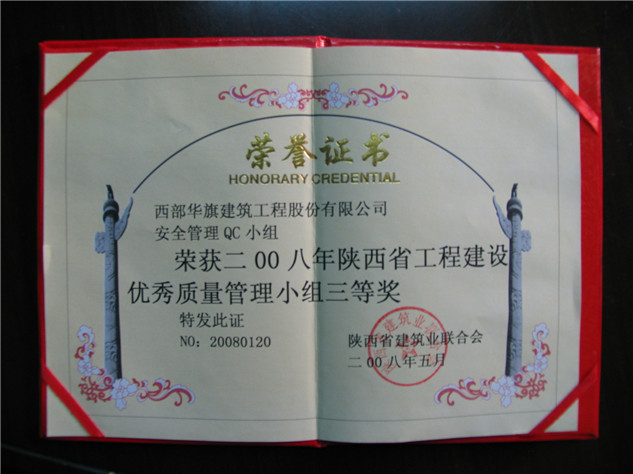 荣誉证书
HONORARY CREDENTIAL
西部华旗建筑工程股份有限公司
安全管理QC小组
荣获二00八年陕西省工程建设
优秀质量管理小组三等奖
特发此证
NO: 20080120
陕西省建筑业联合会
二00八年五月